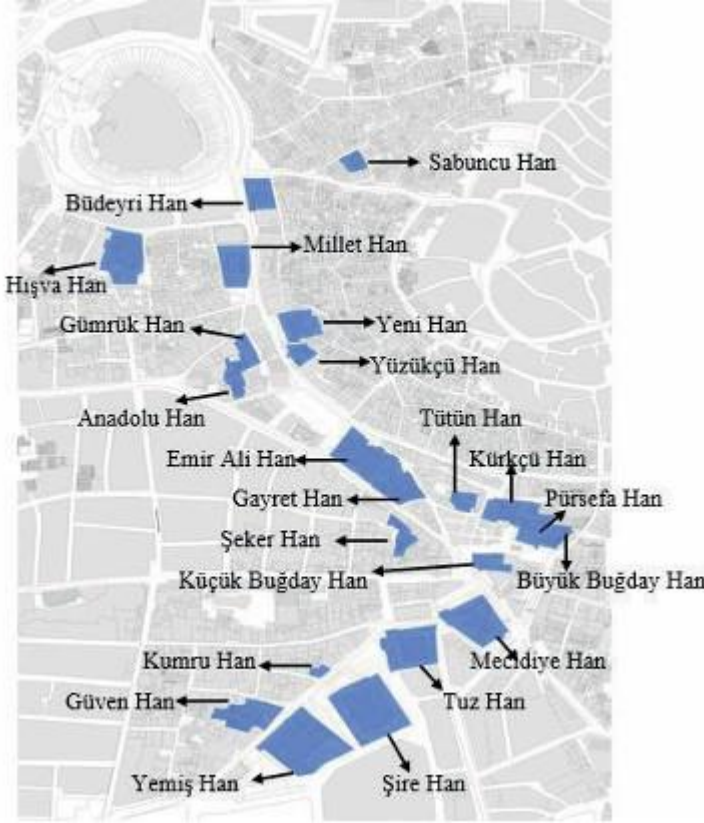 Sabuncu Han
Büdeyri Han
Millet Han
Hışva Han
Gümrük Han
Yeni Han
Yüzükçü Han
Anadolu Han
Tütün Han
Emir Ali Han
Kürkçü Han
Gayret Han
Pürsefa Han
Şeker Han
Küçük Buğday Han
Büyük Buğday Han
Kumru Han
Mecidiye Han
Güven Han
Tuz Han
Yemiş Han
Şire Han